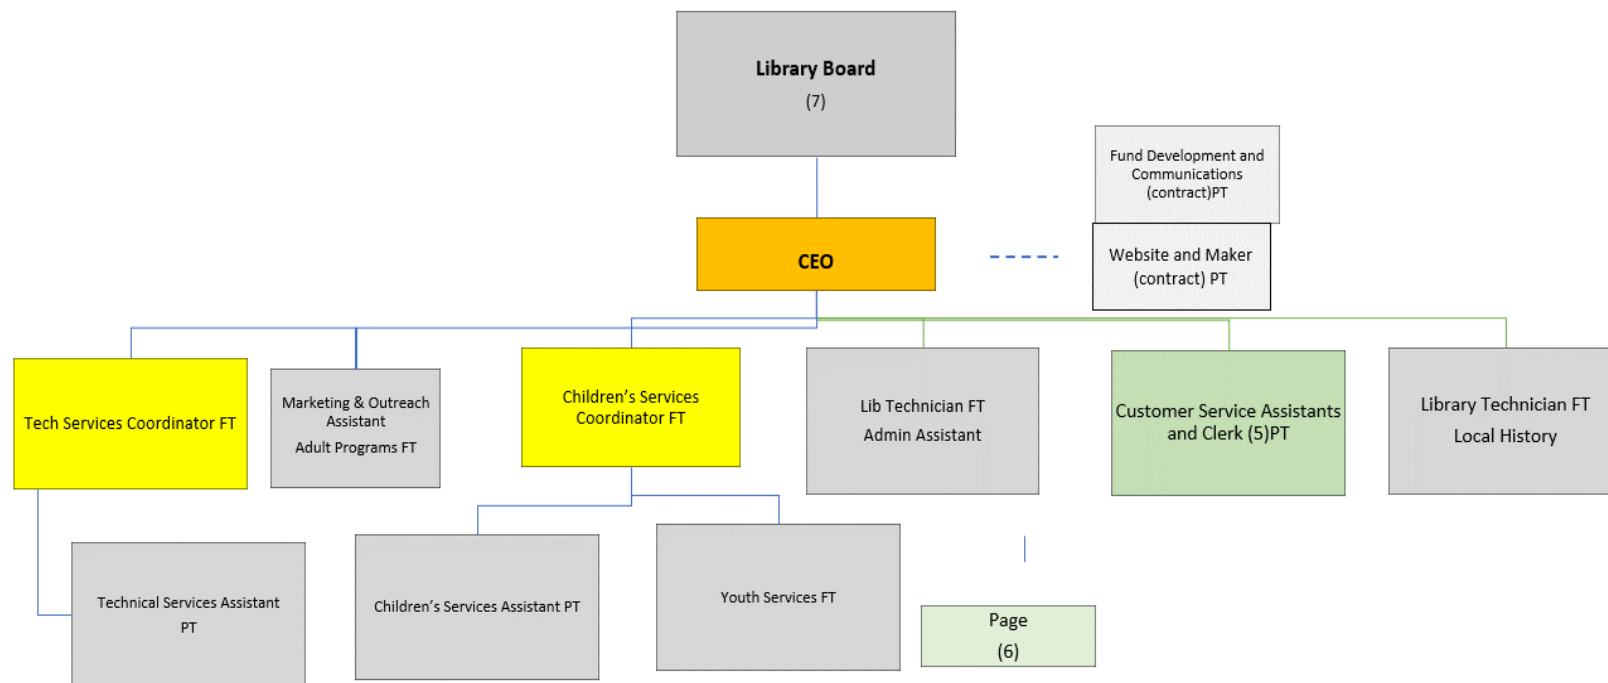 Library Board
(7)
Fund Development and
Communications
(contract)PT
CEO
Website and Maker
(contract) PT
Tech Services Coordinator FT
Marketing & Outreach
Assistant
Adult Programs FT
Children’s Services
Coordinator FT
Lib Technician FT
Admin Assistant
Customer Service Assistants
and Clerk (5)PT
Library Technician FT
Local History
Technical Services Assistant
PT
Children’s Services Assistant PT
Youth Services FT
Page
(6)